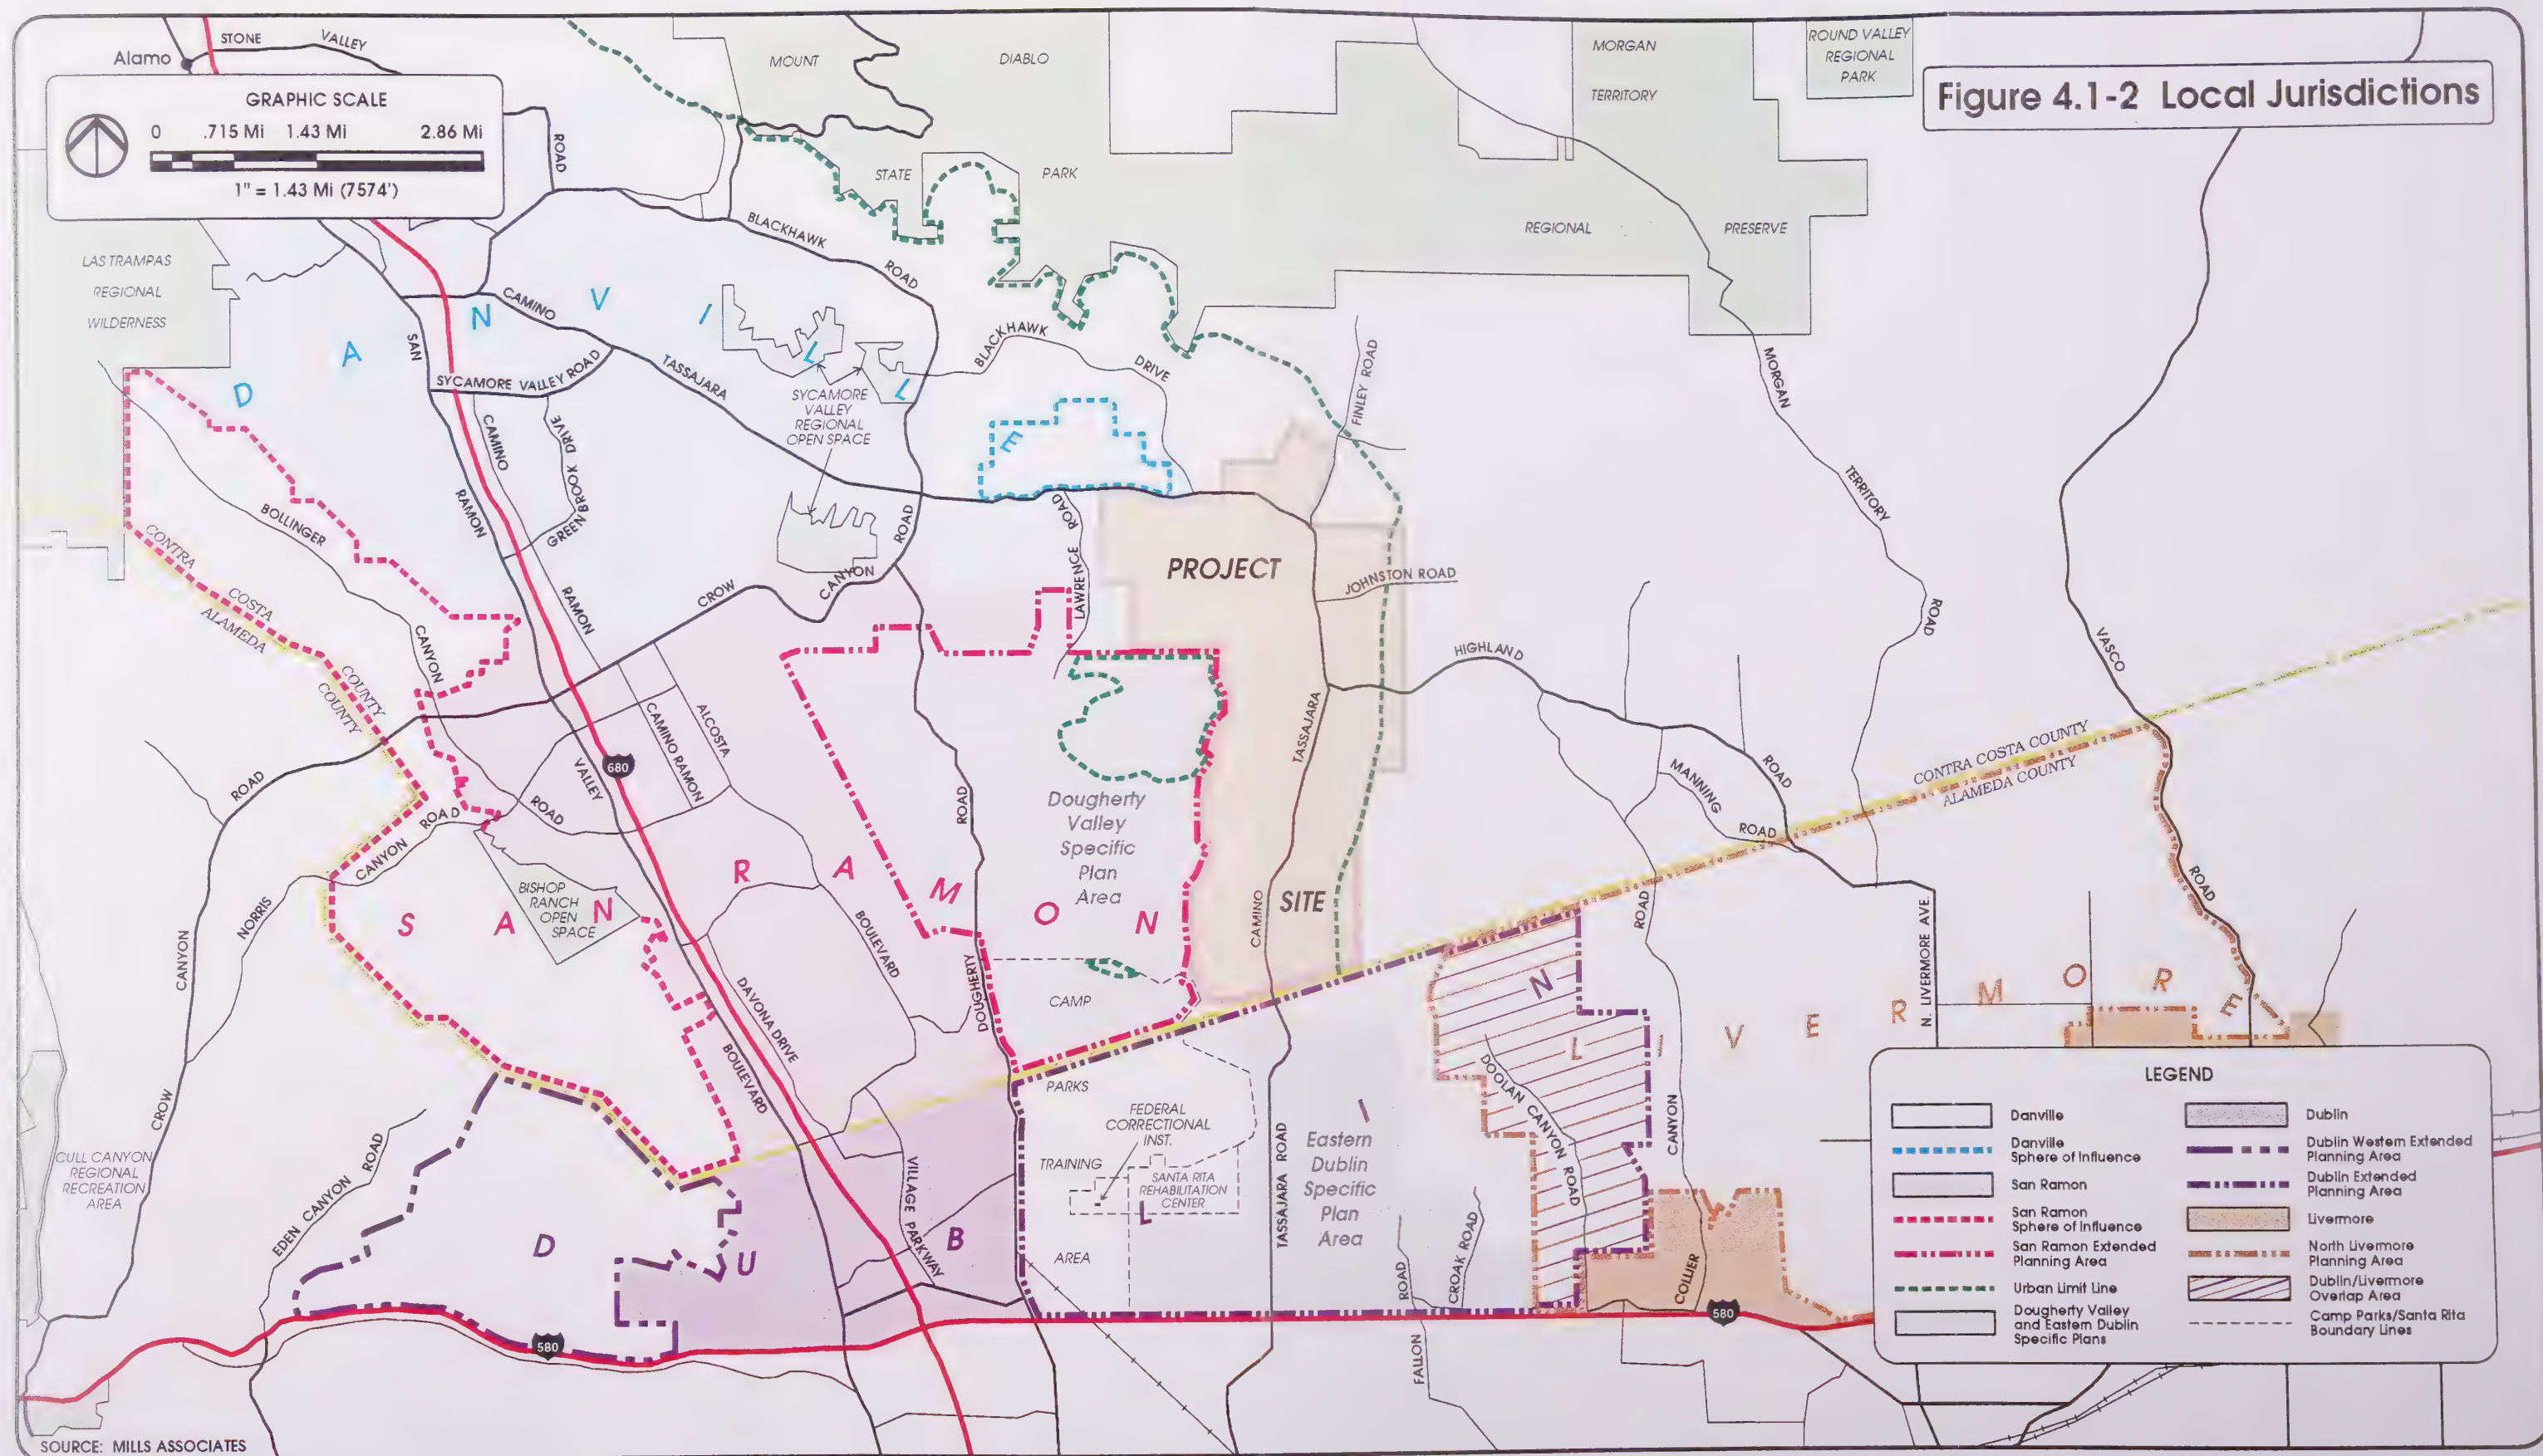 Figure 4.1-2 Local Jurisdictions
GRAPHIC SCALE
0 .715 Mi 1.43 Mi 2.86 Mi
1" = 1.43 Mi (7574')
Alamo
STONE VALLEY
ROAD
MOUNT DIABLO
STATE PARK
MORGAN
TERRITORY
REGIONAL PRESERVE
ROUND VALLEY
REGIONAL
PARK
LAS TRAMPAS
REGIONAL
WILDERNESS
BLACKHAWK
ROAD
DANVILLE
CAMINO
TASSAJARA
SAN
RAMON
VALLEY
BOULEVARD
SYCAMORE VALLEY ROAD
CAMINO
RAMON
GREENBROOK DRIVE
SYCAMORE
VALLEY
REGIONAL
OPEN SPACE
BLACKHAWK
DRIVE
FINLEY ROAD
MORGAN
TERRITORY
ROAD
BOLLINGER
CANYON
ROAD
CONTRA
COSTA
COUNTY
ALAMEDA
COUNTY
CROW
CANYON
ROAD
LAWRENCE ROAD
PROJECT
SITE
JOHNSTON ROAD
HIGHLAND
ROAD
MANNING
ROAD
VASCO
ROAD
CONTRA COSTA COUNTY
ALAMEDA COUNTY
CAMINO RAMON
ALCOSTA
BOULEVARD
680
CAMINO
TASSAJARA
Dougherty
Valley
Specific
Plan
Area
ROAD
CANYON
CROW
NORRIS
CANYON
ROAD
BISHOP
RANCH
OPEN
SPACE
SAN RAMON
DAVONA DRIVE
DOUGHERTY
ROAD
CAMP
PARKS
TRAINING
AREA
FEDERAL
CORRECTIONAL
INST.
SANTA RITA
REHABILITATION
CENTER
TASSAJARA ROAD
Eastern
Dublin
Specific
Plan
Area
DOOLAN CANYON ROAD
ROAD
CANYON
COLLIER
N. LIVERMORE AVE.
LIVERMORE
CULL CANYON
REGIONAL
RECREATION
AREA
EDEN CANYON ROAD
DUBLIN
VILLAGE PARKWAY
CROAK ROAD
ROAD
FALLON
580
580
LEGEND
Danville
Danville
Sphere of Influence
San Ramon
San Ramon
Sphere of Influence
San Ramon Extended
Planning Area
Urban Limit Line
Dougherty Valley
and Eastern Dublin
Specific Plans
Dublin
Dublin Western Extended
Planning Area
Dublin Extended
Planning Area
Livermore
North Livermore
Planning Area
Dublin/Livermore
Overlap Area
Camp Parks/Santa Rita
Boundary Lines
SOURCE: MILLS ASSOCIATES